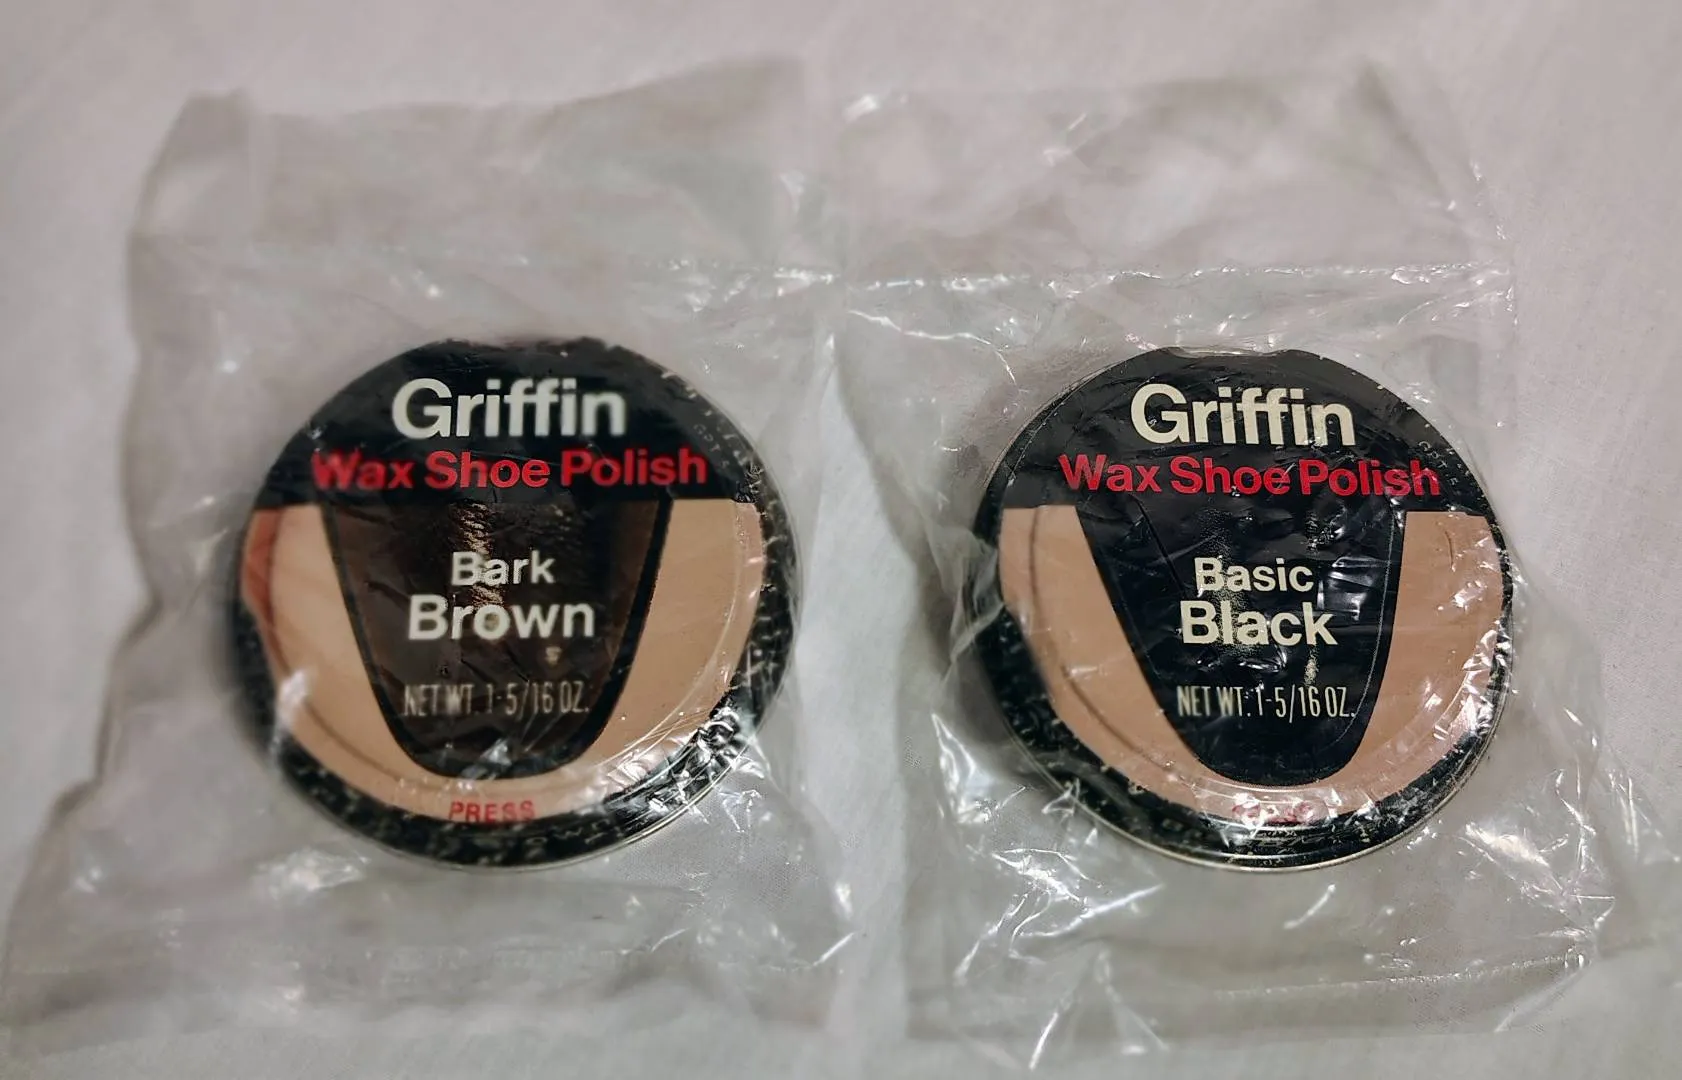 Griffin
Wax Shoe Polish
Bark
Brown
NET WT. 1-5/16 OZ.
PRESS
Griffin
Wax Shoe Polish
Basic
Black
NET WT. 1-5/16 OZ.